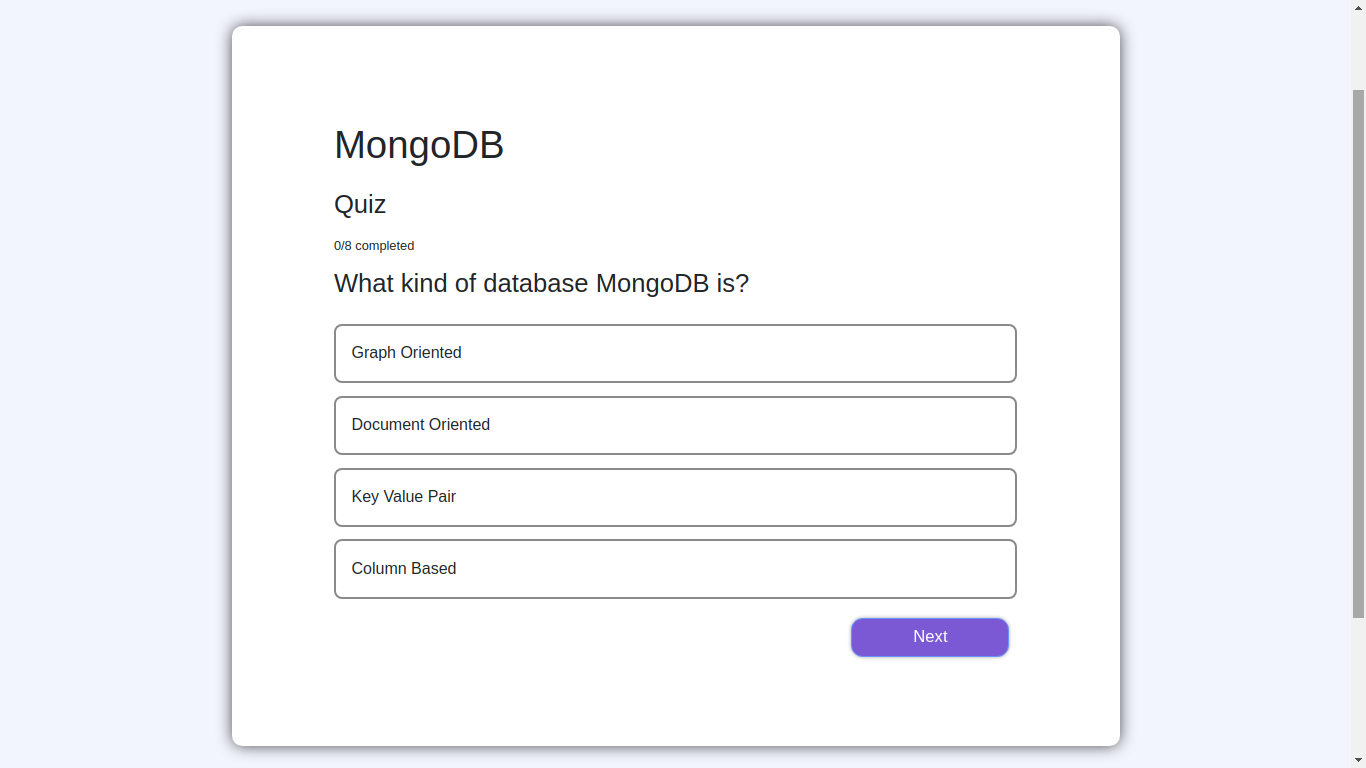 MongoDB
Quiz
0/8 completed
What kind of database MongoDB is?
Graph Oriented
Document Oriented
Key Value Pair
Column Based
Next